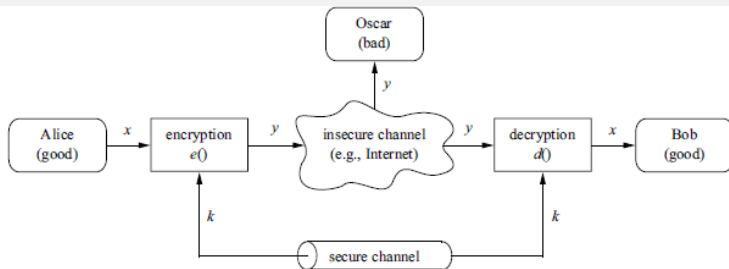 Oscar
(bad)
y
Alice
(good)
x
encryption
e()
y
insecure channel
(e.g., Internet)
y
decryption
d()
x
Bob
(good)
k
k
secure channel